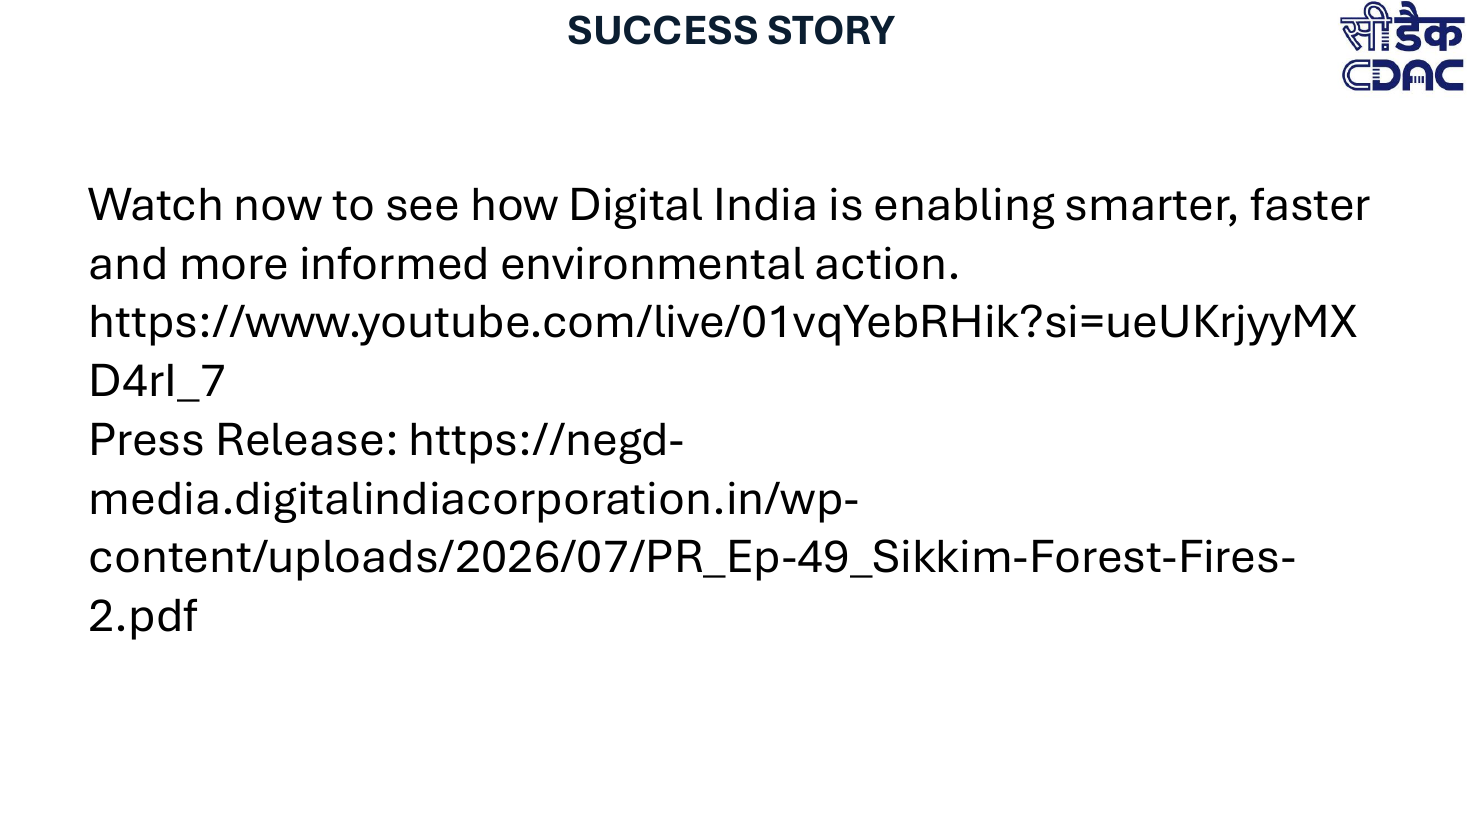 SUCCESS STORY
सीडैक
CDAC
Watch now to see how Digital India is enabling smarter, faster
and more informed environmental action.
https://www.youtube.com/live/01vqYebRHik?si=ueUKrjyyMX
D4rI_7
Press Release: https://negd-
media.digitalindiacorporation.in/wp-
content/uploads/2026/07/PR_Ep-49_Sikkim-Forest-Fires-
2.pdf